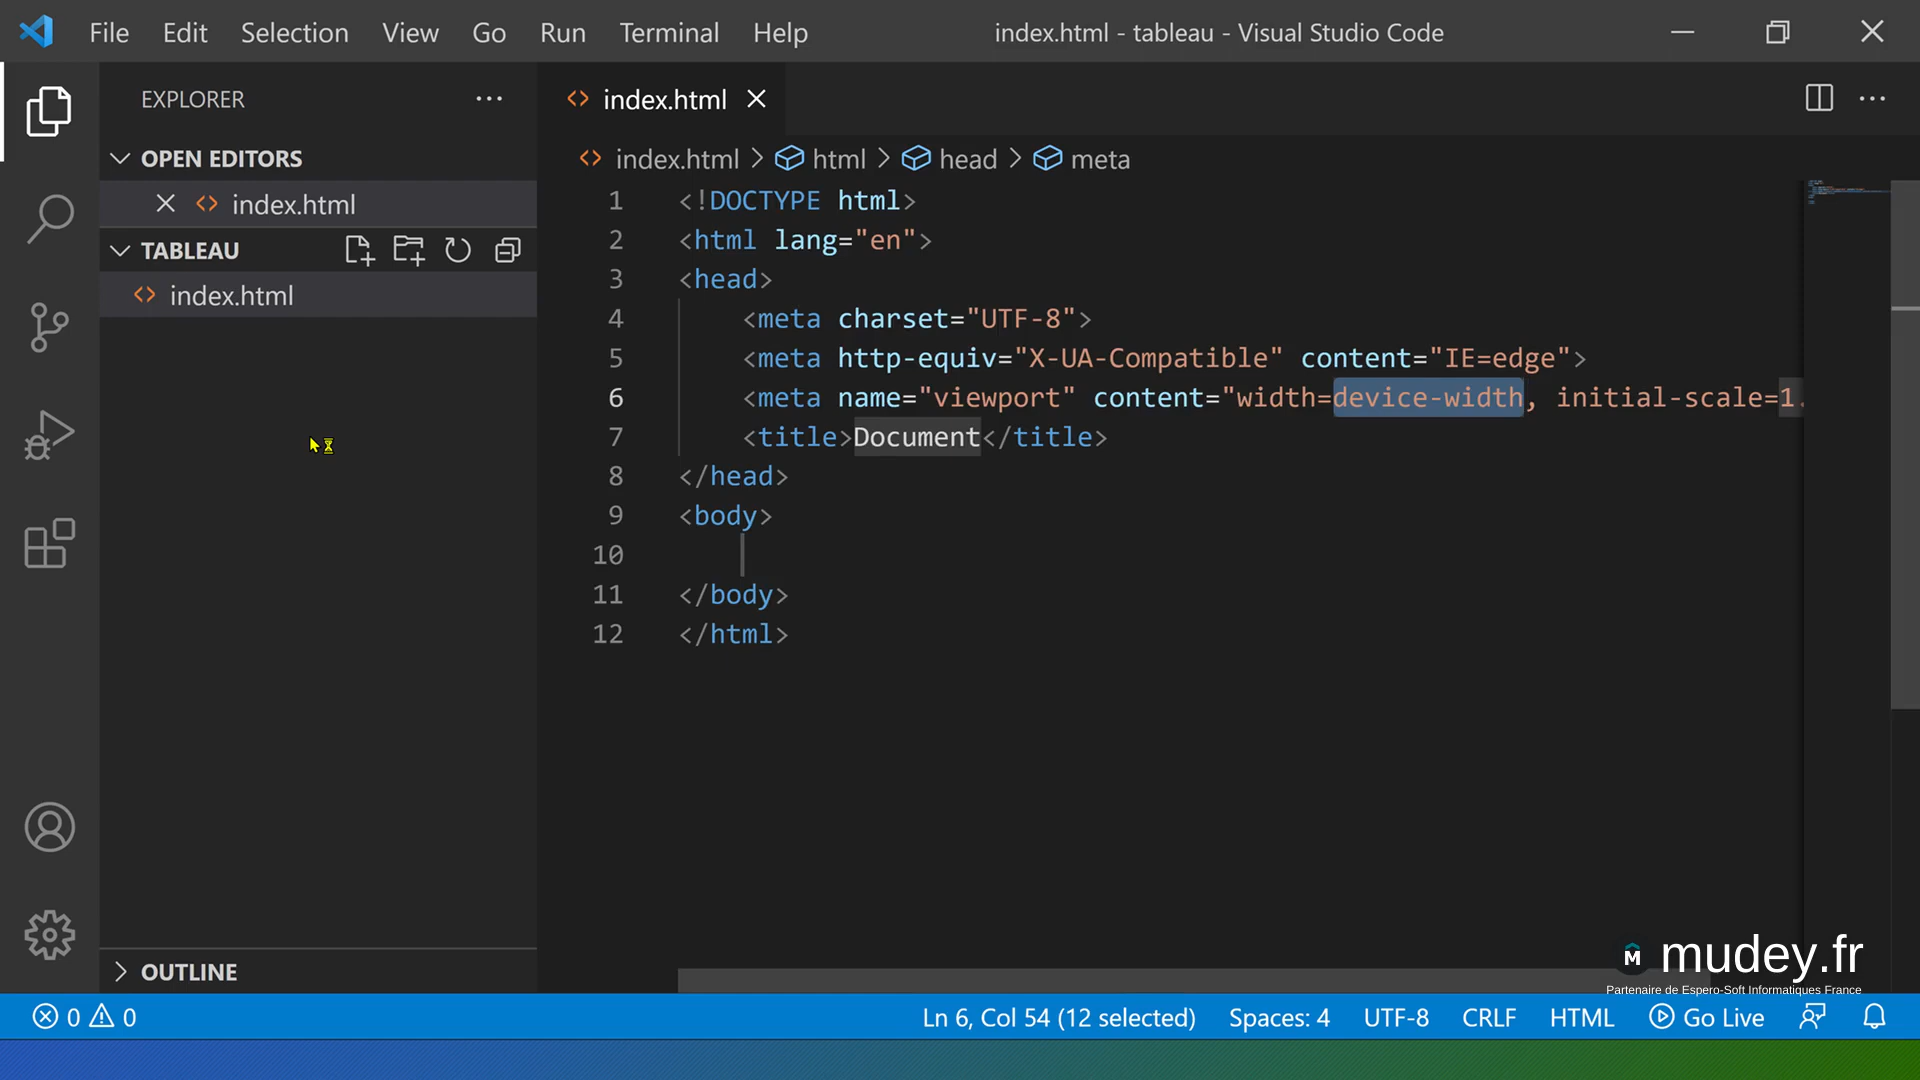 File Edit Selection View Go Run Terminal Help index.html - tableau - Visual Studio Code
EXPLORER
OPEN EDITORS
index.html
TABLEAU
index.html
OUTLINE
index.html
index.html > html > head > meta
1 <!DOCTYPE html>
2 <html lang="en">
3 <head>
4 <meta charset="UTF-8">
5 <meta http-equiv="X-UA-Compatible" content="IE=edge">
6 <meta name="viewport" content="width=device-width, initial-scale=1.
7 <title>Document</title>
8 </head>
9 <body>
10
11 </body>
12 </html>
M mudey.fr
Partenaire de Espero-Soft Informatiques France
0 0 Ln 6, Col 54 (12 selected) Spaces: 4 UTF-8 CRLF HTML Go Live